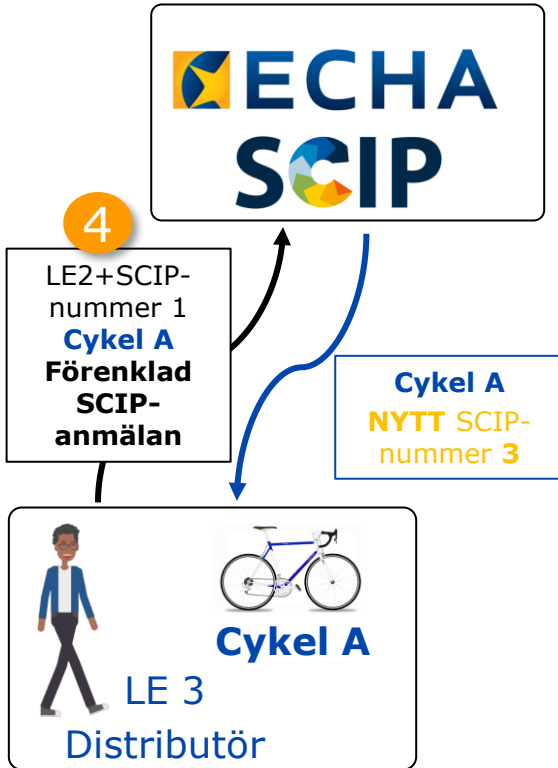 ECHA
SCIP
4
LE2+SCIP-
nummer 1
Cykel A
Förenklad
SCIP-
anmälan
Cykel A
NYTT SCIP-
nummer 3
Cykel A
LE 3
Distributör